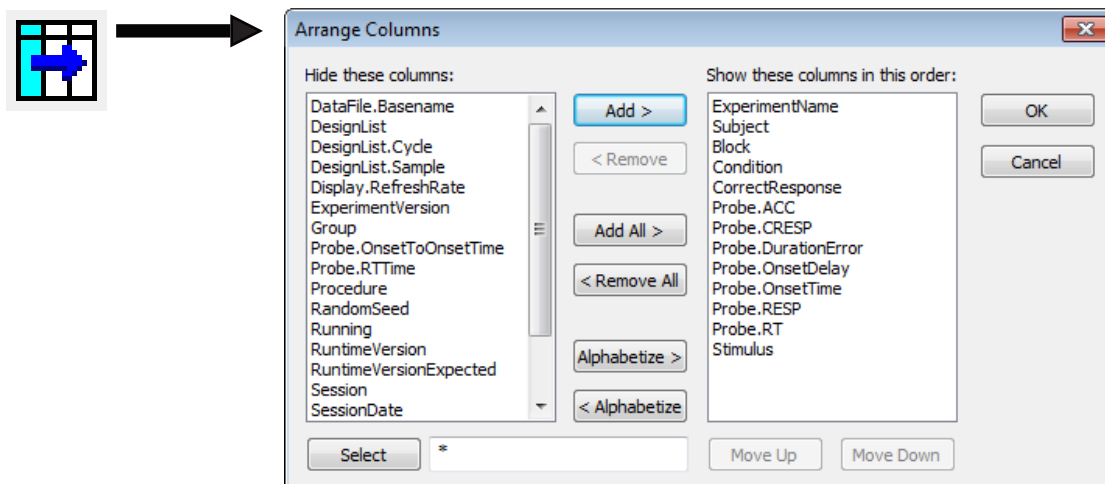 Arrange Columns
Hide these columns:
DataFile.Basename
DesignList
DesignList.Cycle
DesignList.Sample
Display.RefreshRate
ExperimentVersion
Group
Probe.OnsetToOnsetTime
Probe.RTTime
Procedure
RandomSeed
Running
RuntimeVersion
RuntimeVersionExpected
Session
SessionDate
Add >
< Remove
Add All >
< Remove All
Alphabetize >
< Alphabetize
Show these columns in this order:
ExperimentName
Subject
Block
Condition
CorrectResponse
Probe.ACC
Probe.CRESP
Probe.DurationError
Probe.OnsetDelay
Probe.OnsetTime
Probe.RESP
Probe.RT
Stimulus
OK
Cancel
Select
*
Move Up
Move Down